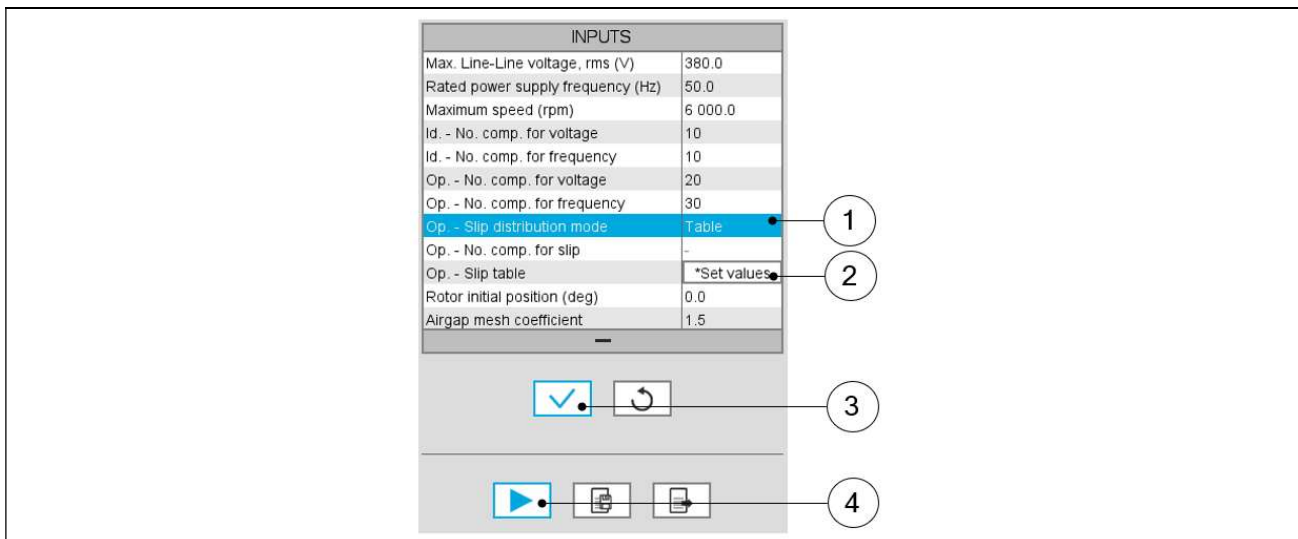 INPUTS
Max. Line-Line voltage, rms (V) 380.0
Rated power supply frequency (Hz) 50.0
Maximum speed (rpm) 6 000.0
Id. - No. comp. for voltage 10
Id. - No. comp. for frequency 10
Op. - No. comp. for voltage 20
Op. - No. comp. for frequency 30
Op. - Slip distribution mode Table 1
Op. - No. comp. for slip -
Op. - Slip table *Set values 2
Rotor initial position (deg) 0.0
Airgap mesh coefficient 1.5
3
4